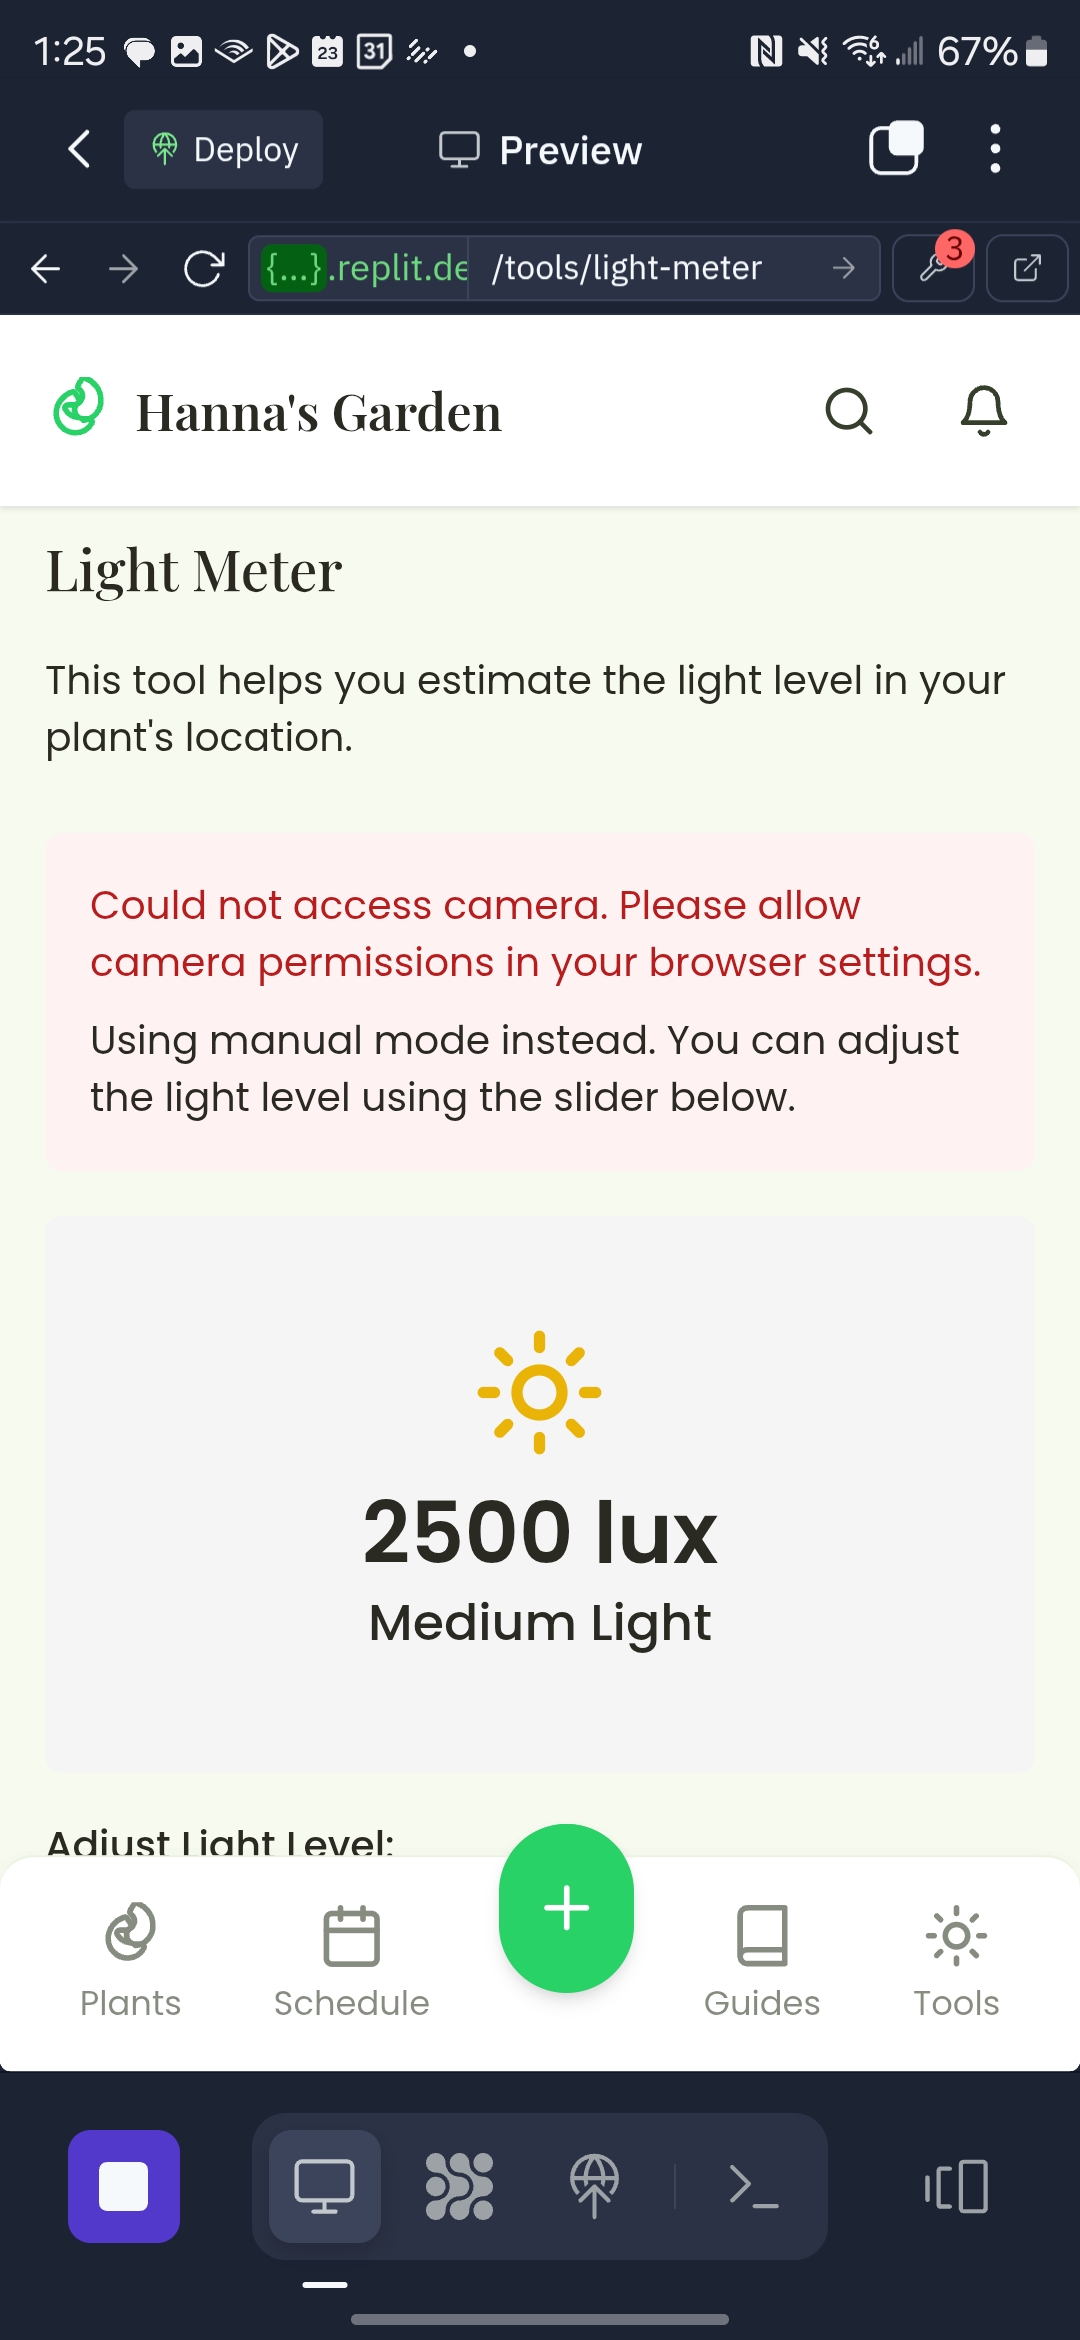 1:25
23
31
6
67%
Deploy
Preview
{...}.replit.de
/tools/light-meter
3
Hanna's Garden
Light Meter
This tool helps you estimate the light level in your
plant's location.
Could not access camera. Please allow
camera permissions in your browser settings.
Using manual mode instead. You can adjust
the light level using the slider below.
2500 lux
Medium Light
Adjust Light Level:
Plants
Schedule
Guides
Tools